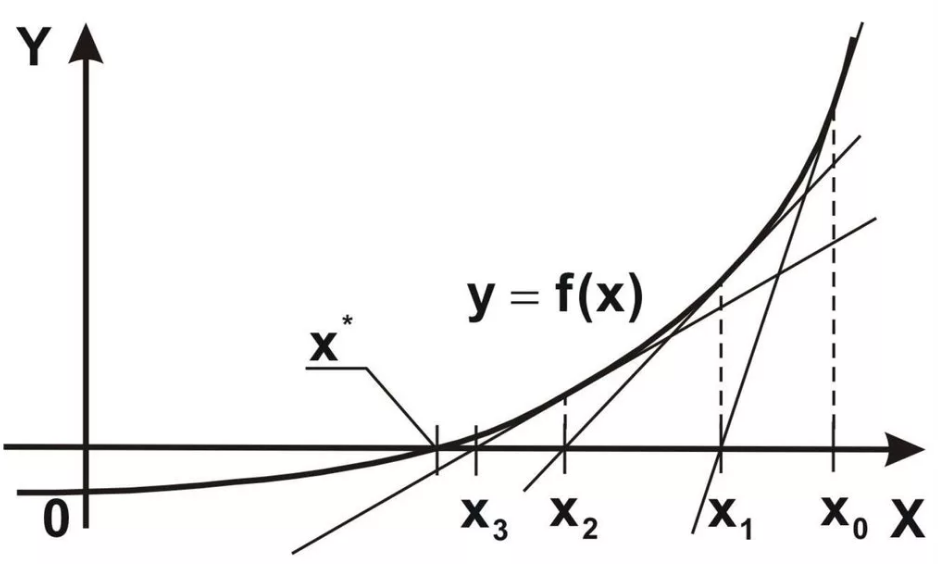 Y
y = f(x)
x*
0
x₃
x₂
x₁
x₀
X